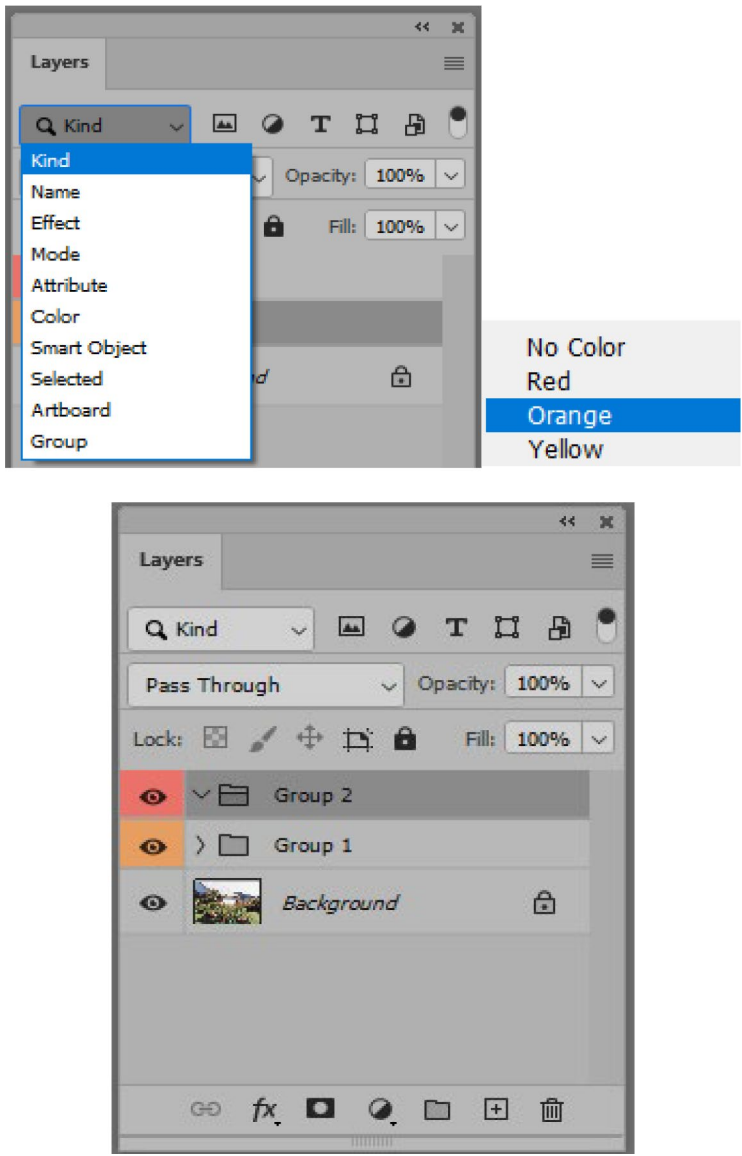 Layers
Kind
Kind
Name
Effect
Mode
Attribute
Color
Smart Object
Selected
Artboard
Group
T
Opacity: 100%
Fill: 100%
No Color
Red
Orange
Yellow
Layers
Kind
T
Pass Through
Opacity: 100%
Lock:
Fill: 100%
Group 2
Group 1
Background
fx